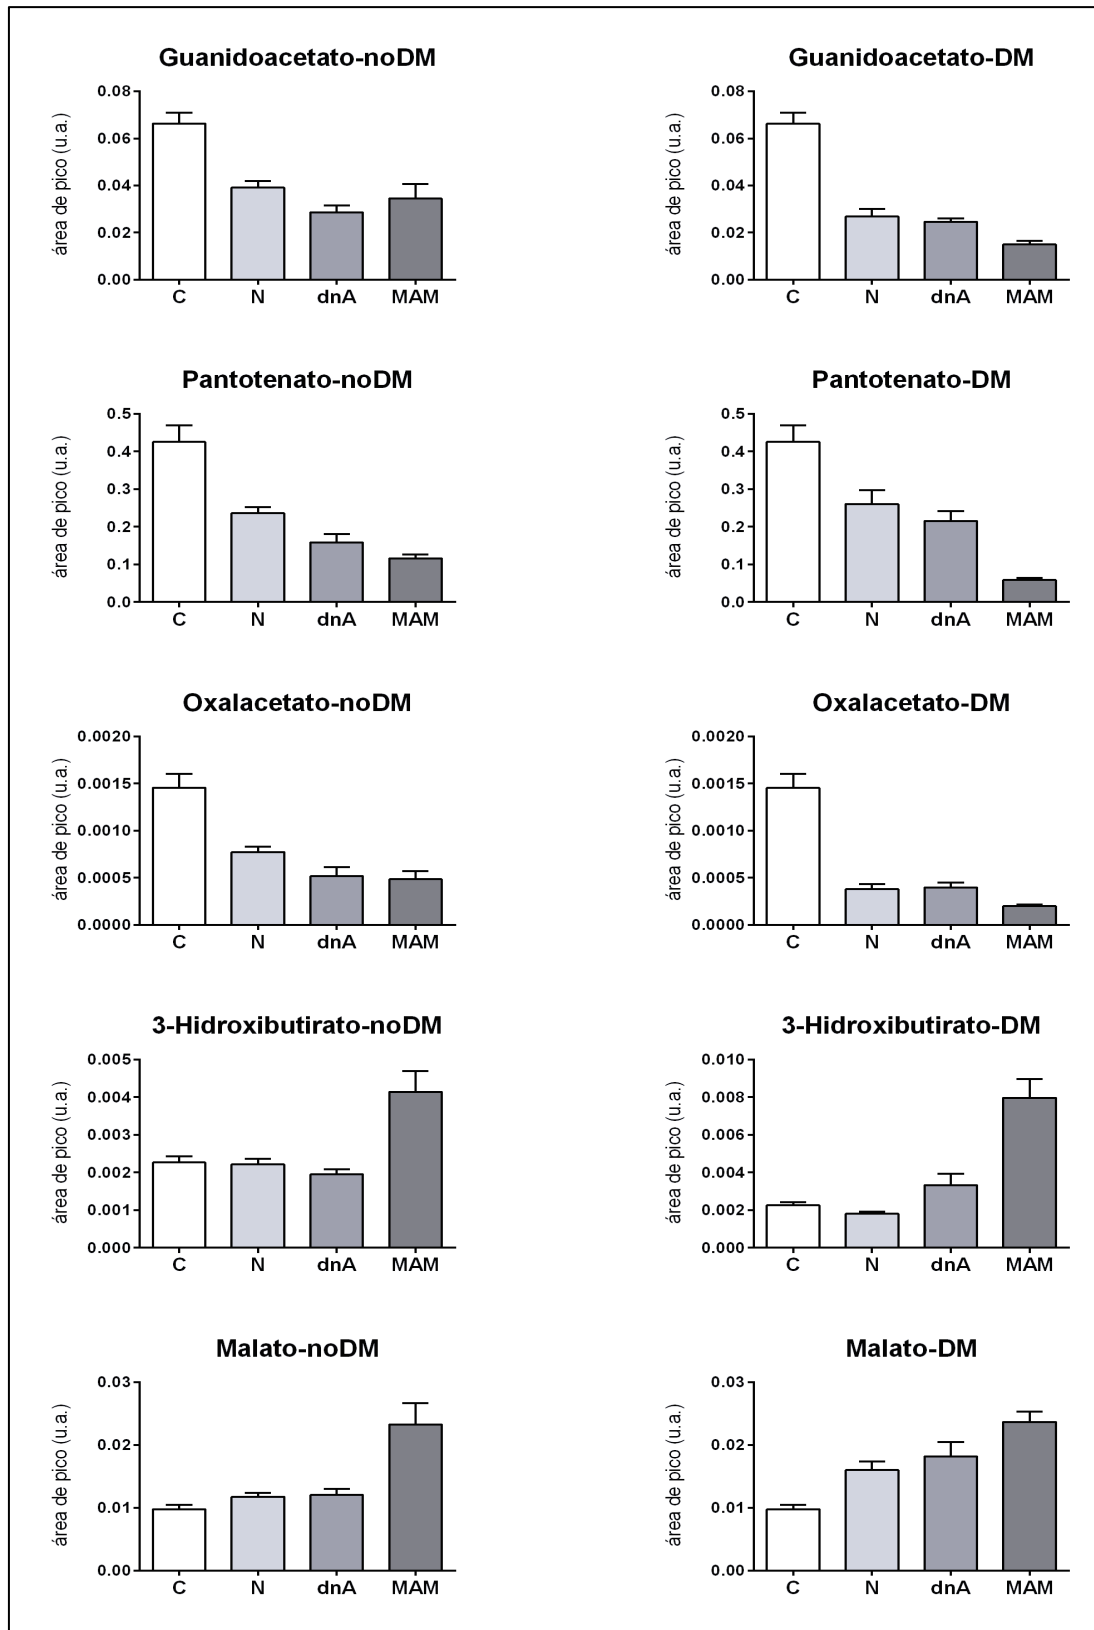 Guanidoacetato-noDM
área de pico (u.a.)
0.08
0.06
0.04
0.02
0.00
C N dnA MAM
Guanidoacetato-DM
área de pico (u.a.)
0.08
0.06
0.04
0.02
0.00
C N dnA MAM
Pantotenato-noDM
área de pico (u.a.)
0.5
0.4
0.3
0.2
0.1
0.0
C N dnA MAM
Pantotenato-DM
área de pico (u.a.)
0.5
0.4
0.3
0.2
0.1
0.0
C N dnA MAM
Oxalacetato-noDM
área de pico (u.a.)
0.0020
0.0015
0.0010
0.0005
0.0000
C N dnA MAM
Oxalacetato-DM
área de pico (u.a.)
0.0020
0.0015
0.0010
0.0005
0.0000
C N dnA MAM
3-Hidroxibutirato-noDM
área de pico (u.a.)
0.005
0.004
0.003
0.002
0.001
0.000
C N dnA MAM
3-Hidroxibutirato-DM
área de pico (u.a.)
0.010
0.008
0.006
0.004
0.002
0.000
C N dnA MAM
Malato-noDM
área de pico (u.a.)
0.03
0.02
0.01
0.00
C N dnA MAM
Malato-DM
área de pico (u.a.)
0.03
0.02
0.01
0.00
C N dnA MAM